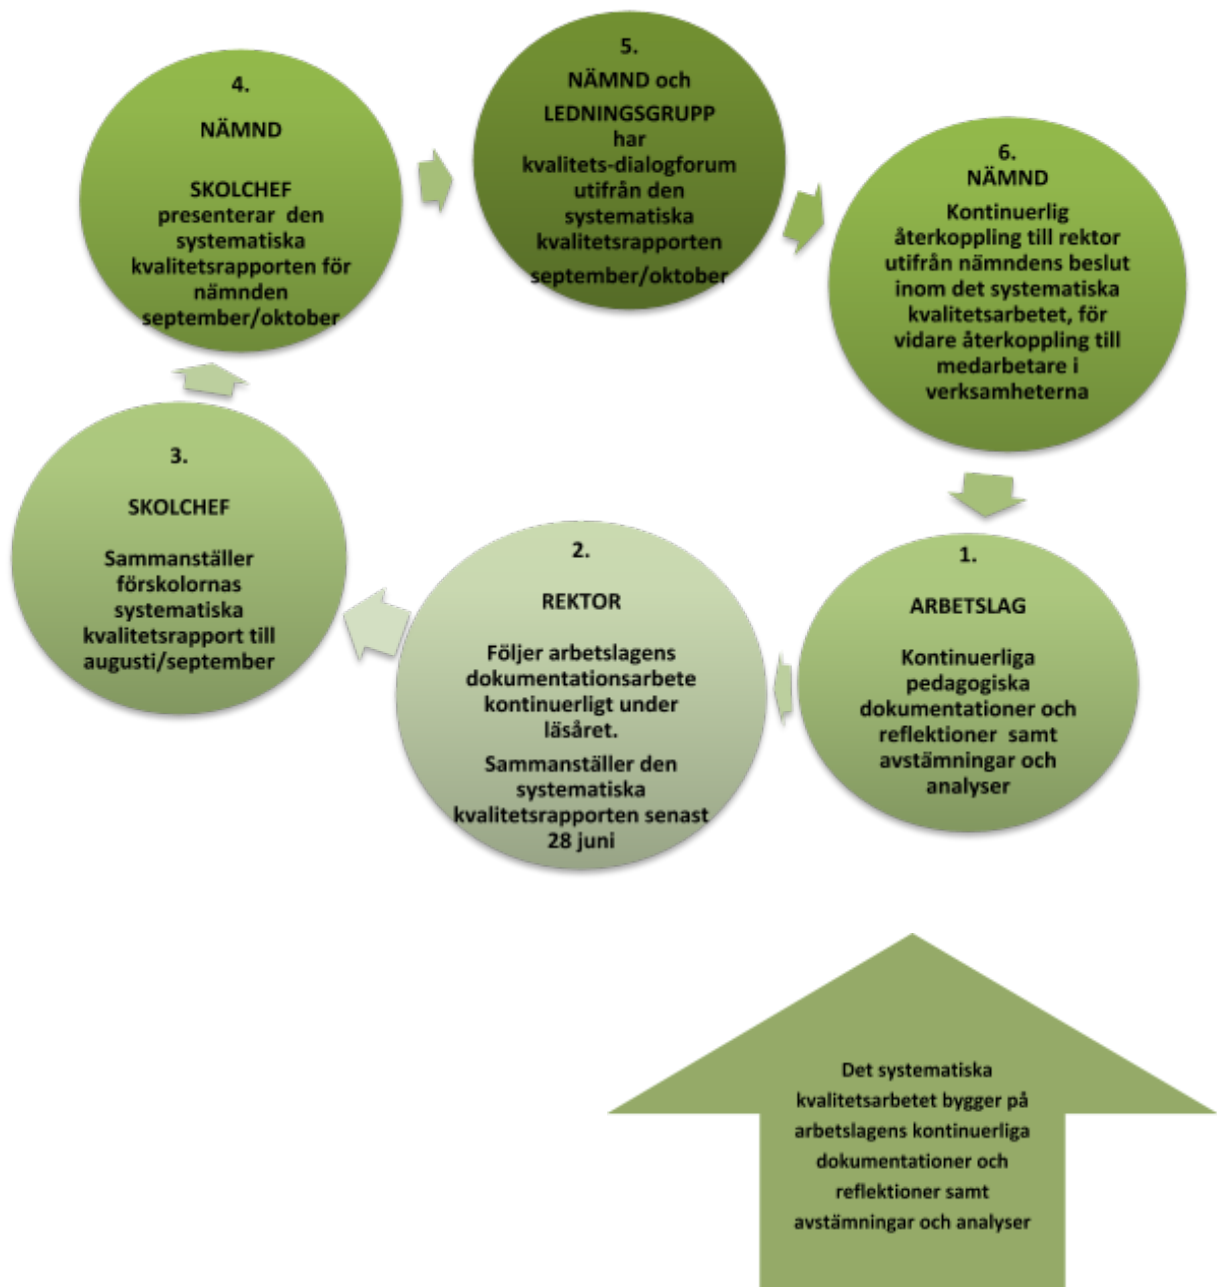 4.
NÄMND
SKOLCHEF
presenterar den
systematiska
kvalitetsrapporten för
nämnden
september/oktober
5.
NÄMND och
LEDNINGSGRUPP
har
kvalitets-dialogforum
utifrån den
systematiska
kvalitetsrapporten
september/oktober
6.
NÄMND
Kontinuerlig
återkoppling till rektor
utifrån nämndens beslut
inom det systematiska
kvalitetsarbetet, för
vidare återkoppling till
medarbetare i
verksamheterna
3.
SKOLCHEF
Sammanställer
förskolornas
systematiska
kvalitetsrapport till
augusti/september
2.
REKTOR
Följer arbetslagens
dokumentationsarbete
kontinuerligt under
läsåret.
Sammanställer den
systematiska
kvalitetsrapporten senast
28 juni
1.
ARBETSLAG
Kontinuerliga
pedagogiska
dokumentationer och
reflektioner samt
avstämningar och
analyser
Det systematiska
kvalitetsarbetet bygger på
arbetslagens kontinuerliga
dokumentationer och
reflektioner samt
avstämningar och analyser